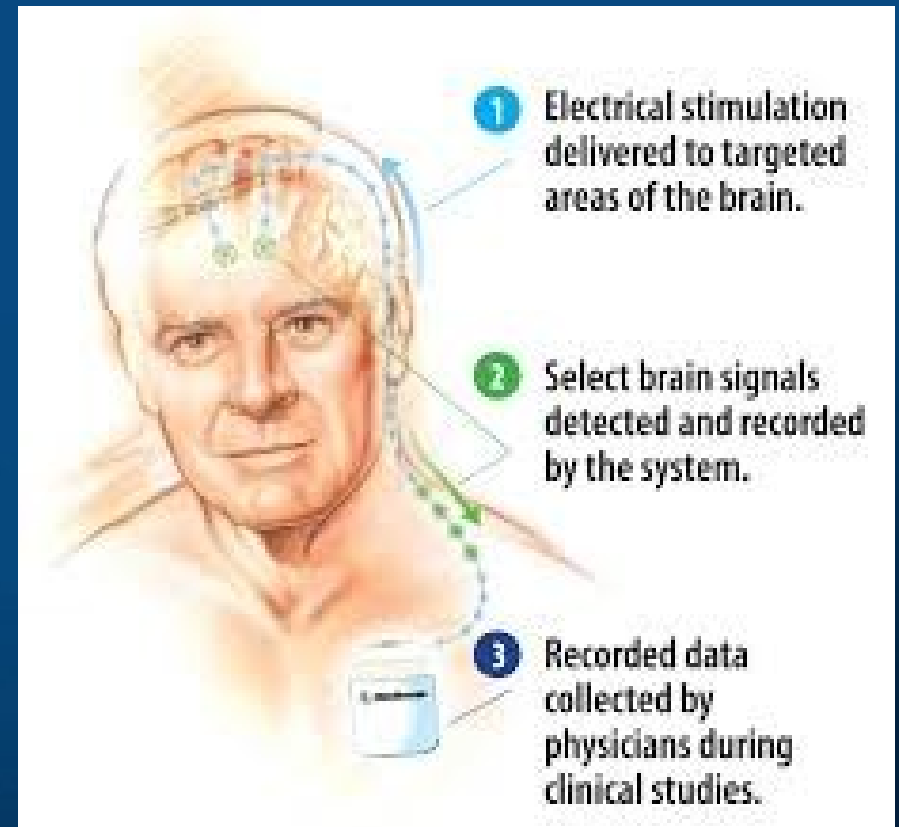 1 Electrical stimulation
delivered to targeted
areas of the brain.
2 Select brain signals
detected and recorded
by the system.
3 Recorded data
collected by
physicians during
clinical studies.